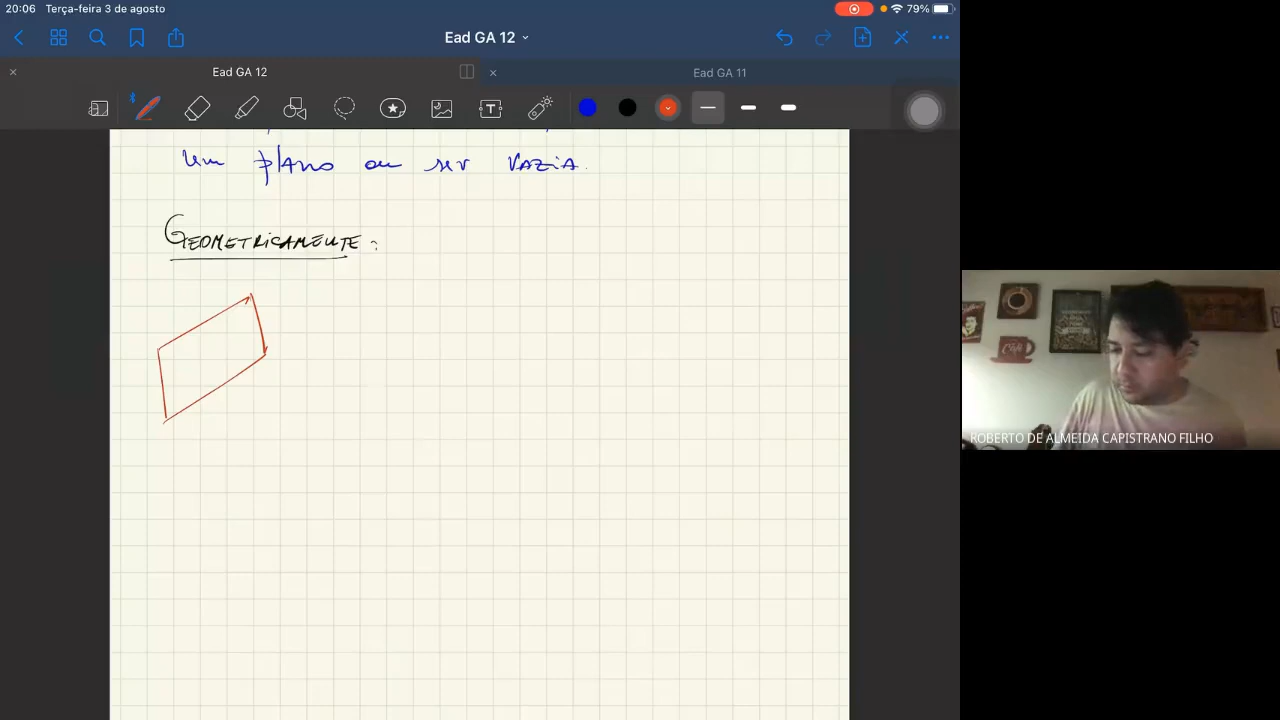 20:06 Terça-feira 3 de agosto
79%
Ead GA 12
Ead GA 12
Ead GA 11
T
um plano ou ser vazia.
GEOMETRICAMENTE:
ROBERTO DE ALMEIDA CAPISTRANO FILHO